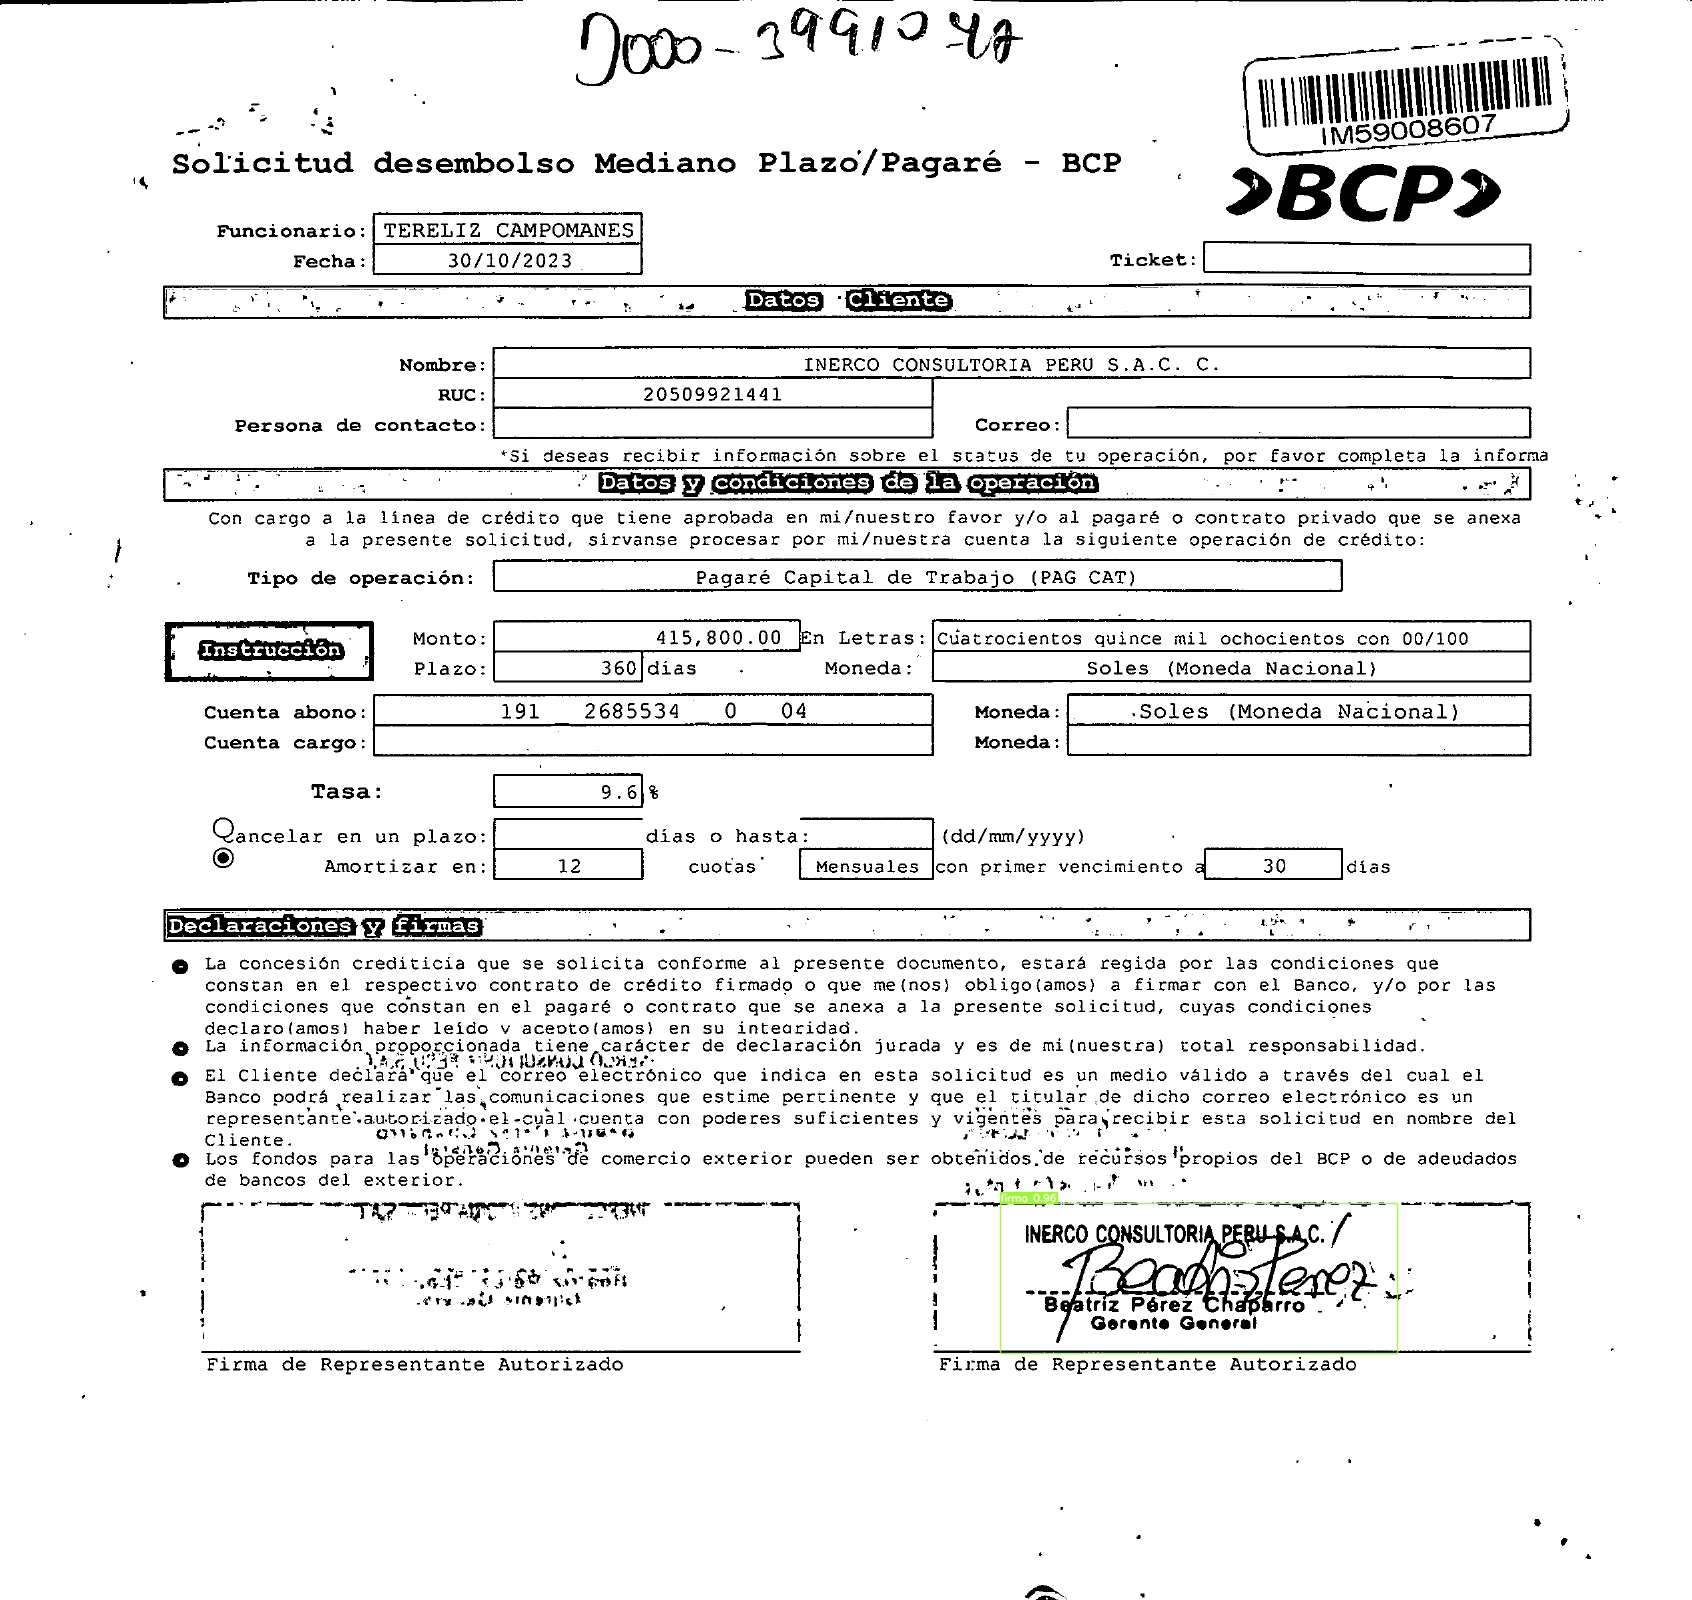 D000-3991047
IM59008607
Solicitud desembolso Mediano Plazo/Pagaré - BCP
BCP
Funcionario: TERELIZ CAMPOMANES
Fecha: 30/10/2023 Ticket:
Datos Cliente
Nombre: INERCO CONSULTORIA PERU S.A.C. C.
RUC: 20509921441
Persona de contacto: Correo:
*Si deseas recibir información sobre el status de tu operación, por favor completa la informa
Datos y condiciones de la operación
Con cargo a la línea de crédito que tiene aprobada en mi/nuestro favor y/o al pagaré o contrato privado que se anexa
a la presente solicitud, sírvanse procesar por mi/nuestra cuenta la siguiente operación de crédito:
Tipo de operación: Pagaré Capital de Trabajo (PAG CAT)
Instrucción
Monto: 415,800.00 En Letras: Cuatrocientos quince mil ochocientos con 00/100
Plazo: 360 días Moneda: Soles (Moneda Nacional)
Cuenta abono: 191 2685534 0 04 Moneda: Soles (Moneda Nacional)
Cuenta cargo: Moneda:
Tasa: 9.6 %
Cancelar en un plazo: días o hasta: (dd/mm/yyyy)
Amortizar en: 12 cuotas Mensuales con primer vencimiento a 30 días
Declaraciones y firmas
La concesión crediticia que se solicita conforme al presente documento, estará regida por las condiciones que
constan en el respectivo contrato de crédito firmado o que me(nos) obligo(amos) a firmar con el Banco, y/o por las
condiciones que constan en el pagaré o contrato que se anexa a la presente solicitud, cuyas condiciones
declaro(amos) haber leído y acepto(amos) en su integridad.
La información proporcionada tiene carácter de declaración jurada y es de mi(nuestra) total responsabilidad.
El Cliente declara que el correo electrónico que indica en esta solicitud es un medio válido a través del cual el
Banco podrá realizar las comunicaciones que estime pertinente y que el titular de dicho correo electrónico es un
representante autorizado el cual cuenta con poderes suficientes y vigentes para recibir esta solicitud en nombre del
Cliente.
Los fondos para las operaciones de comercio exterior pueden ser obtenidos de recursos propios del BCP o de adeudados
de bancos del exterior.
firma 0.96
INERCO CONSULTORIA PERU S.A.C.
Beatriz Perez
Beatriz Pérez Chaparro
Gerente General
Firma de Representante Autorizado Firma de Representante Autorizado